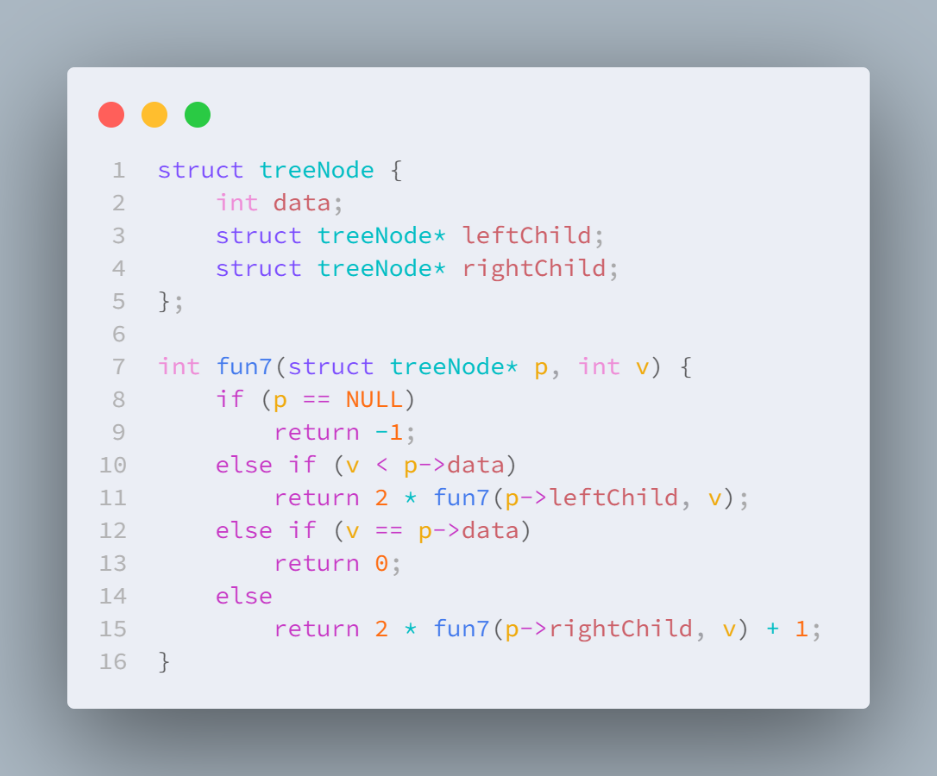 1 struct treeNode {
2     int data;
3     struct treeNode* leftChild;
4     struct treeNode* rightChild;
5 };
6
7 int fun7(struct treeNode* p, int v) {
8     if (p == NULL)
9         return -1;
10     else if (v < p->data)
11         return 2 * fun7(p->leftChild, v);
12     else if (v == p->data)
13         return 0;
14     else
15         return 2 * fun7(p->rightChild, v) + 1;
16 }